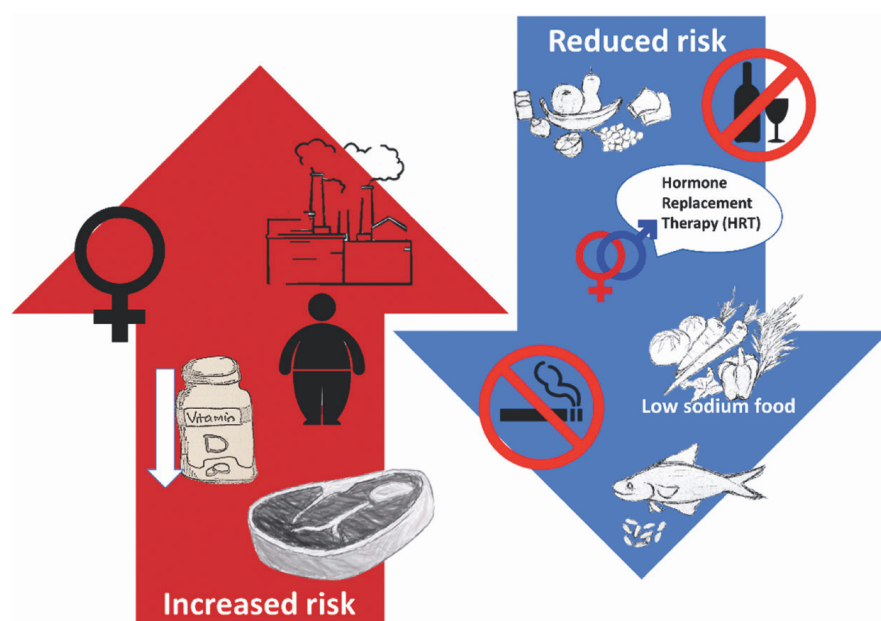 Reduced risk
Hormone
Replacement
Therapy (HRT)
Vitamin
D
Low sodium food
Increased risk